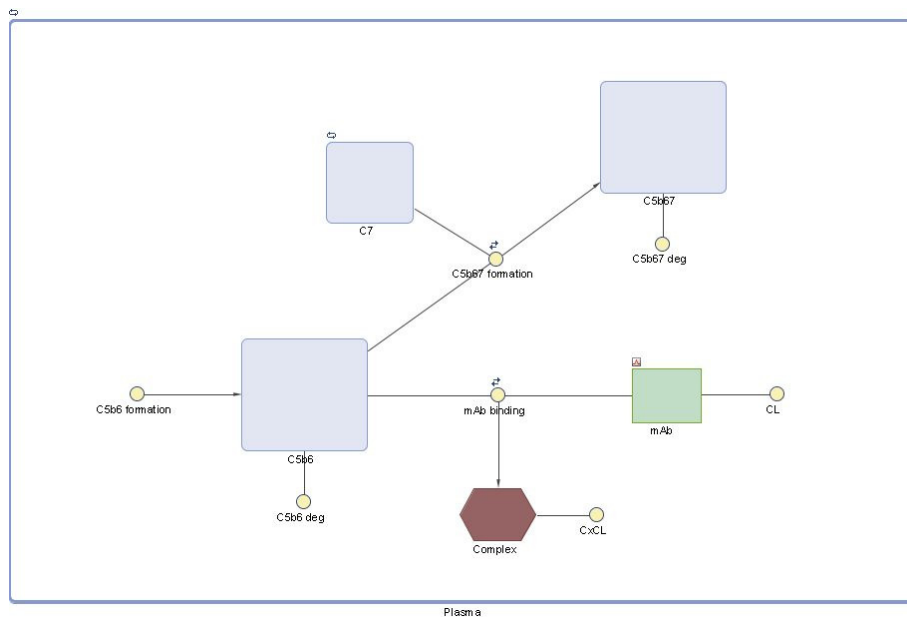 C7
C5b67
C5b67 deg
C5b67 formation
C5b6 formation
C5b6
mAb binding
mAb
CL
C5b6 deg
Complex
CxCL
Plasma